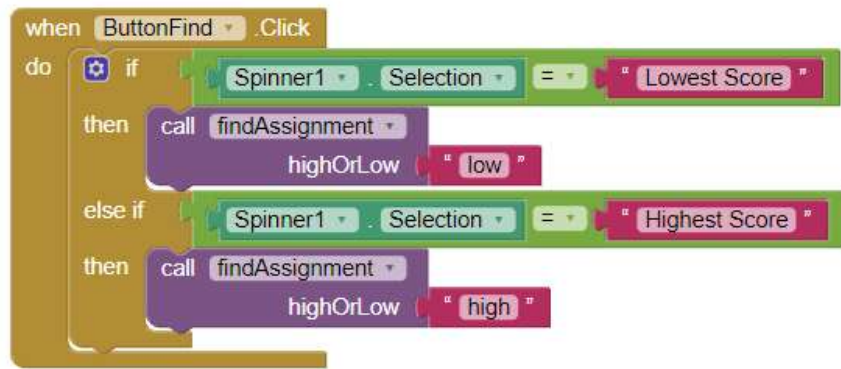 when ButtonFind .Click
do if Spinner1 . Selection = " Lowest Score "
then call findAssignment
highOrLow " low "
else if Spinner1 . Selection = " Highest Score "
then call findAssignment
highOrLow " high "